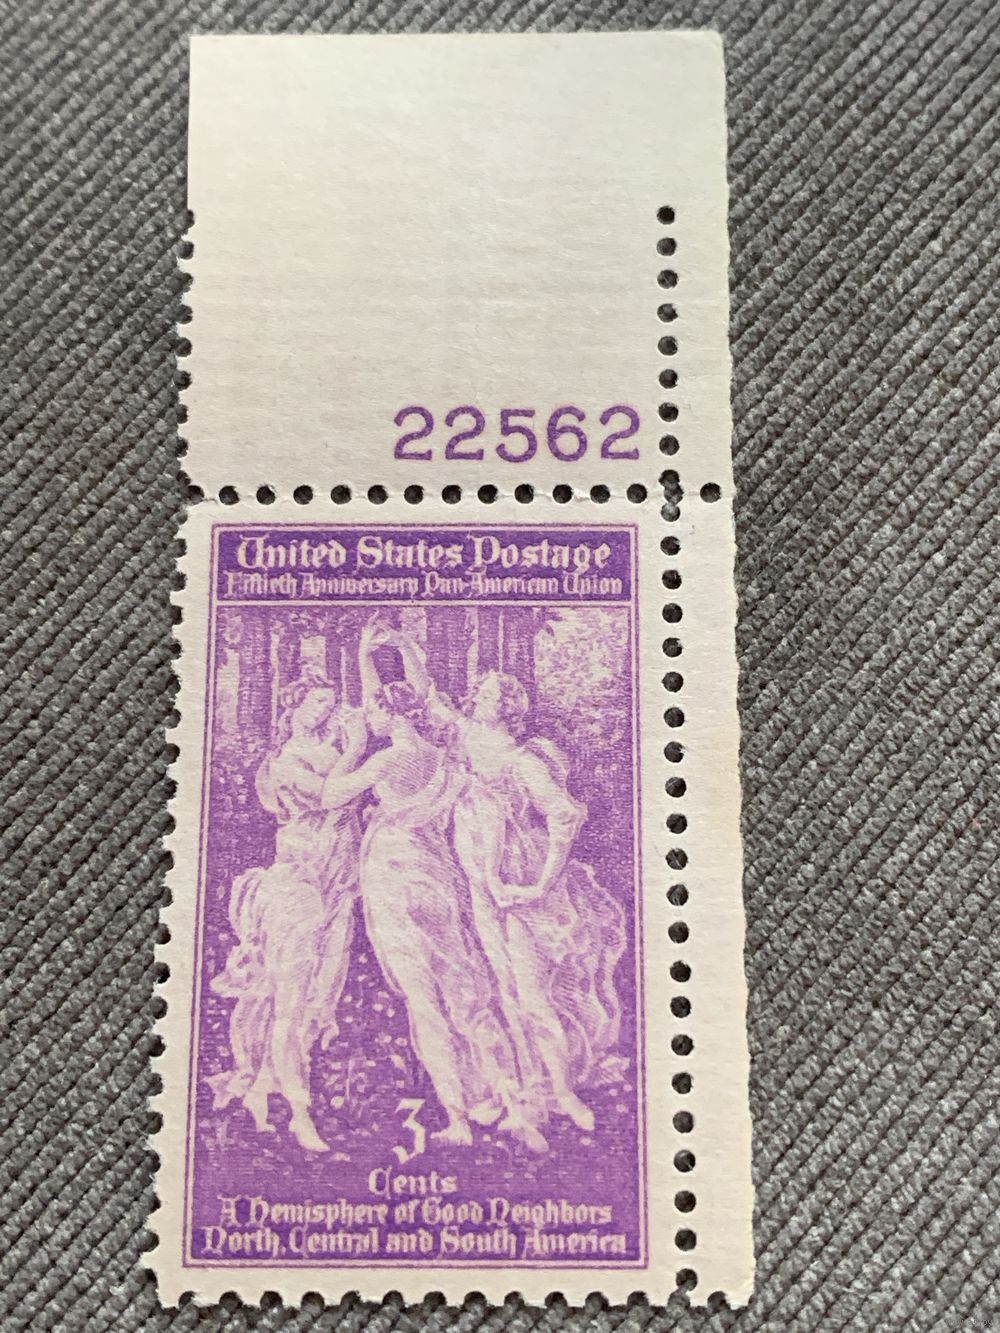 22562
United States Postage
Fiftieth Anniversary Pan-American Union
3
Cents
A Hemisphere of Good Neighbors
North, Central and South America